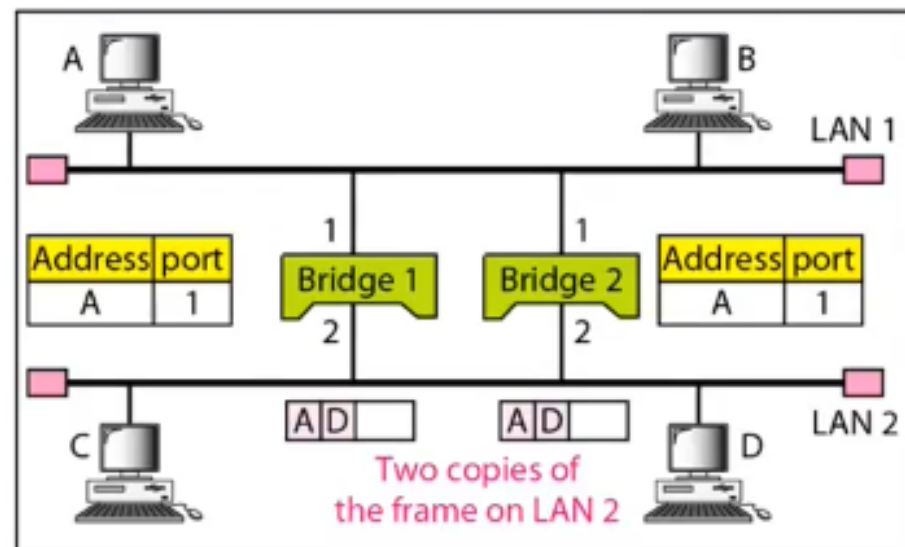 A
B
LAN 1
1
1
Address port
A 1
Bridge 1
Bridge 2
Address port
A 1
2
2
A D
A D
C
D
LAN 2
Two copies of
the frame on LAN 2